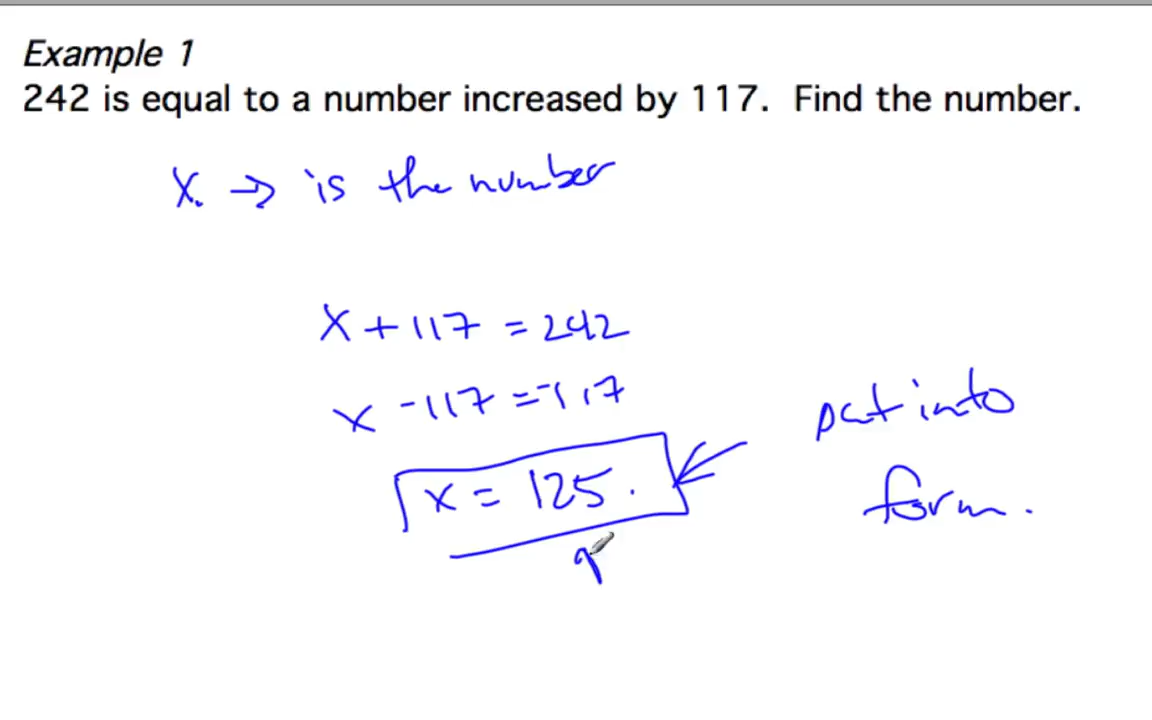 Example 1
242 is equal to a number increased by 117. Find the number.
x. → is the number
x + 117 = 242
x -117 = -117
x = 125.
put into
form.